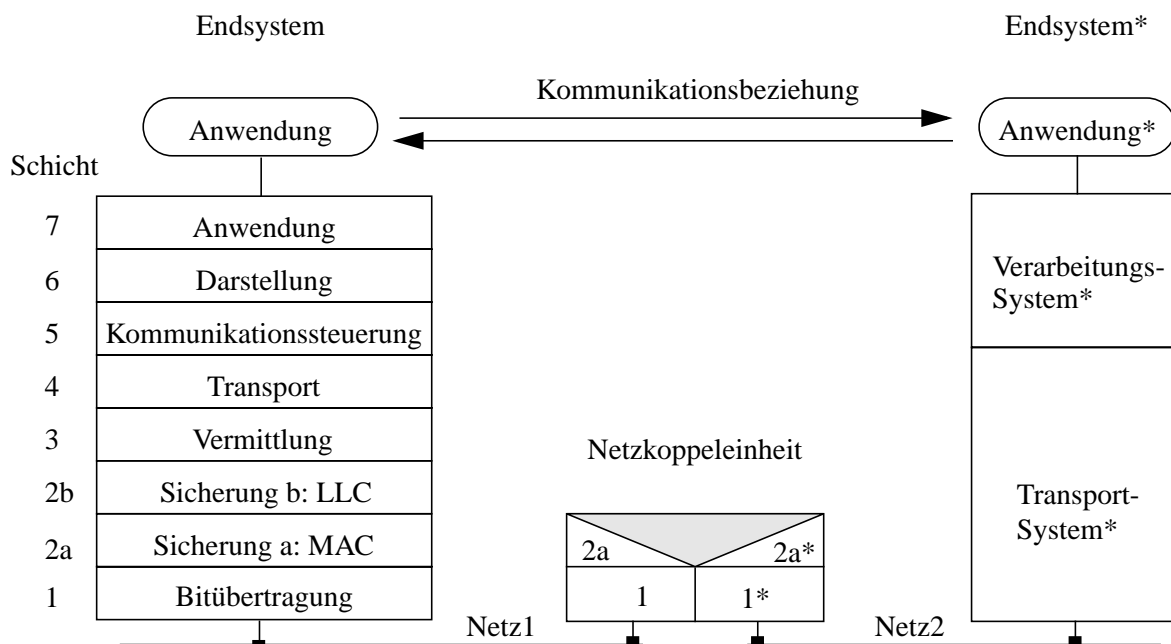 Endsystem
Endsystem*
Kommunikationsbeziehung
Anwendung
Anwendung*
Schicht
7
Anwendung
6
Darstellung
5
Kommunikationssteuerung
4
Transport
3
Vermittlung
2b
Sicherung b: LLC
2a
Sicherung a: MAC
1
Bitübertragung
Netzkoppeleinheit
2a
2a*
1
1*
Verarbeitungs-
System*
Transport-
System*
Netz1
Netz2